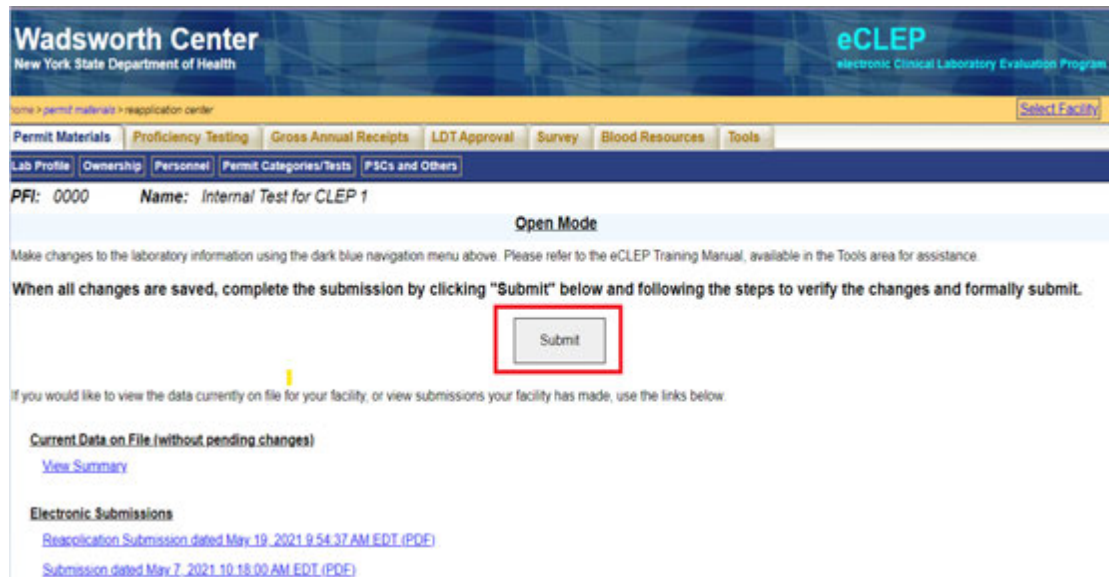 Wadsworth Center
New York State Department of Health
eCLEP
electronic Clinical Laboratory Evaluation Program
home > permit materials > reapplication center
Select Facility
Permit Materials Proficiency Testing Gross Annual Receipts LDT Approval Survey Blood Resources Tools
Lab Profile Ownership Personnel Permit Categories/Tests PSCs and Others
PFI: 0000 Name: Internal Test for CLEP 1
Open Mode
Make changes to the laboratory information using the dark blue navigation menu above. Please refer to the eCLEP Training Manual, available in the Tools area for assistance.
When all changes are saved, complete the submission by clicking "Submit" below and following the steps to verify the changes and formally submit.
Submit
If you would like to view the data currently on file for your facility, or view submissions your facility has made, use the links below.
Current Data on File (without pending changes)
View Summary
Electronic Submissions
Reapplication Submission dated May 19, 2021 9:54:37 AM EDT (PDF)
Submission dated May 7, 2021 10:18:00 AM EDT (PDF)